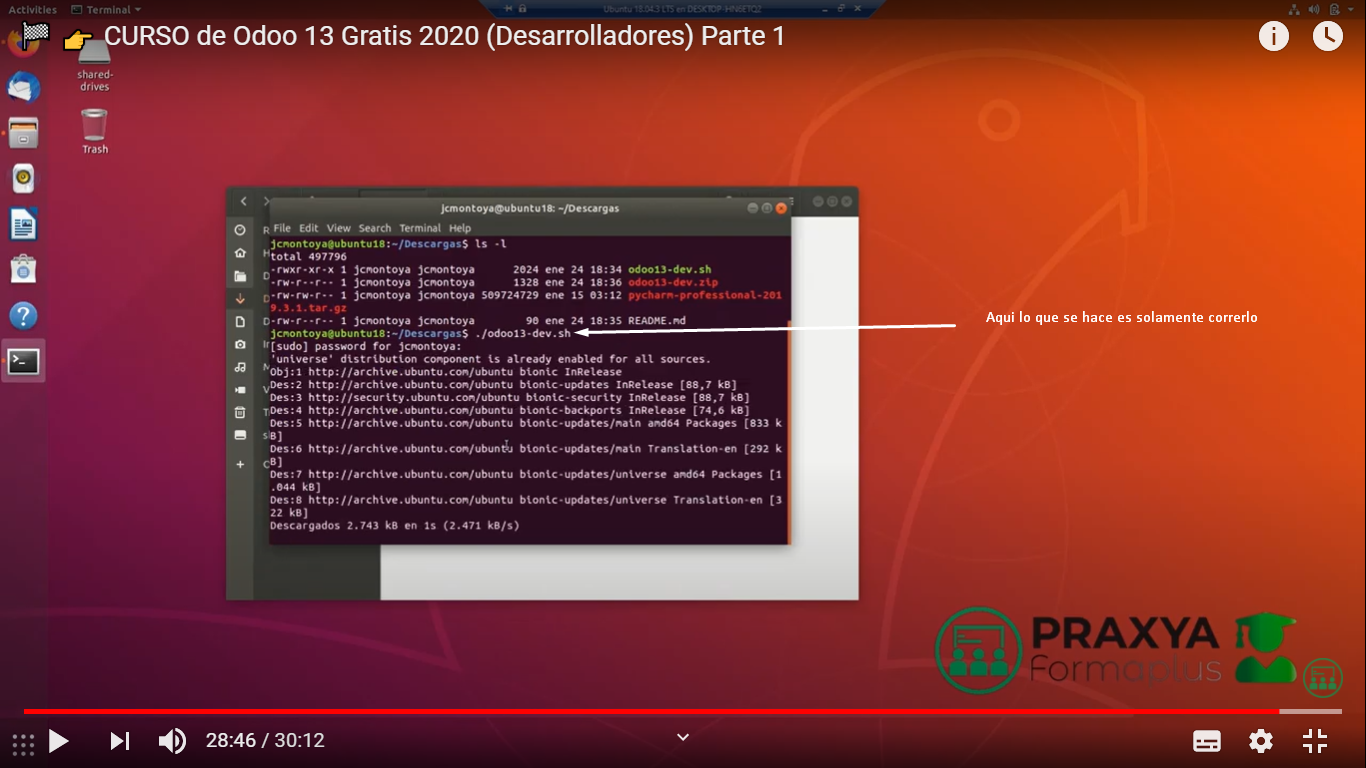 Activities
Terminal
Ubuntu 18.04.3 LTS en DESKTOP-HN6ETQ2
CURSO de Odoo 13 Gratis 2020 (Desarrolladores) Parte 1
shared-
drives
Trash
jcmontoya@ubuntu18: ~/Descargas
File Edit View Search Terminal Help
jcmontoya@ubuntu18:~/Descargas$ ls -l
total 497796
-rwxr-xr-x 1 jcmontoya jcmontoya 2024 ene 24 18:34 odoo13-dev.sh
-rw-r--r-- 1 jcmontoya jcmontoya 1328 ene 24 18:36 odoo13-dev.zip
-rw-rw-r-- 1 jcmontoya jcmontoya 509724729 ene 15 03:12 pycharm-professional-201
9.3.1.tar.gz
-rw-r--r-- 1 jcmontoya jcmontoya 90 ene 24 18:35 README.md
jcmontoya@ubuntu18:~/Descargas$ ./odoo13-dev.sh
[sudo] password for jcmontoya:
'universe' distribution component is already enabled for all sources.
Obj:1 http://archive.ubuntu.com/ubuntu bionic InRelease
Des:2 http://archive.ubuntu.com/ubuntu bionic-updates InRelease [88,7 kB]
Des:3 http://security.ubuntu.com/ubuntu bionic-security InRelease [88,7 kB]
Des:4 http://archive.ubuntu.com/ubuntu bionic-backports InRelease [74,6 kB]
Des:5 http://archive.ubuntu.com/ubuntu bionic-updates/main amd64 Packages [833 k
B]
Des:6 http://archive.ubuntu.com/ubuntu bionic-updates/main Translation-en [292 k
B]
Des:7 http://archive.ubuntu.com/ubuntu bionic-updates/universe amd64 Packages [1
.044 kB]
Des:8 http://archive.ubuntu.com/ubuntu bionic-updates/universe Translation-en [3
22 kB]
Descargados 2.743 kB en 1s (2.471 kB/s)
Aqui lo que se hace es solamente correrlo
PRAXYA
Formaplus
28:46 / 30:12